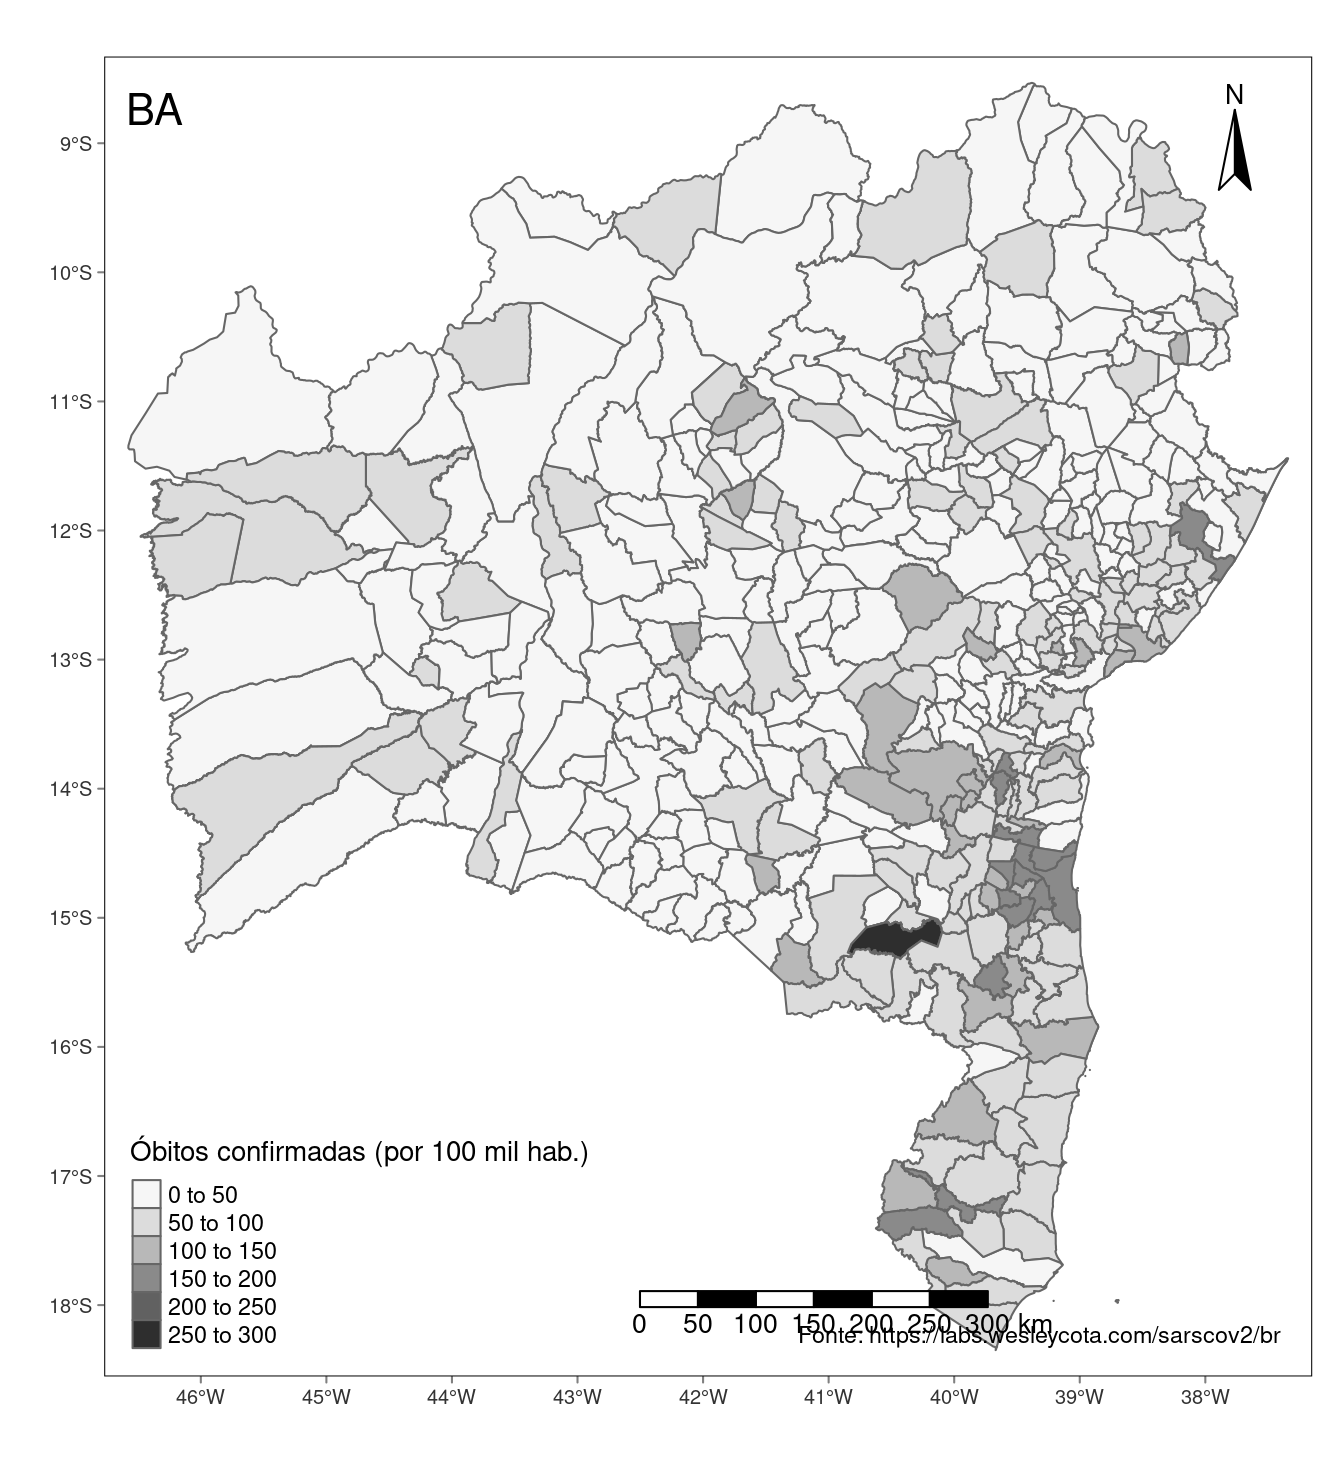 BA
N
9°S
10°S
11°S
12°S
13°S
14°S
15°S
16°S
17°S
18°S
Óbitos confirmadas (por 100 mil hab.)
0 to 50
50 to 100
100 to 150
150 to 200
200 to 250
250 to 300
0 50 100 150 200 250 300 km
Fonte: https://labs.wesleycota.com/sarscov2/br
46°W 45°W 44°W 43°W 42°W 41°W 40°W 39°W 38°W